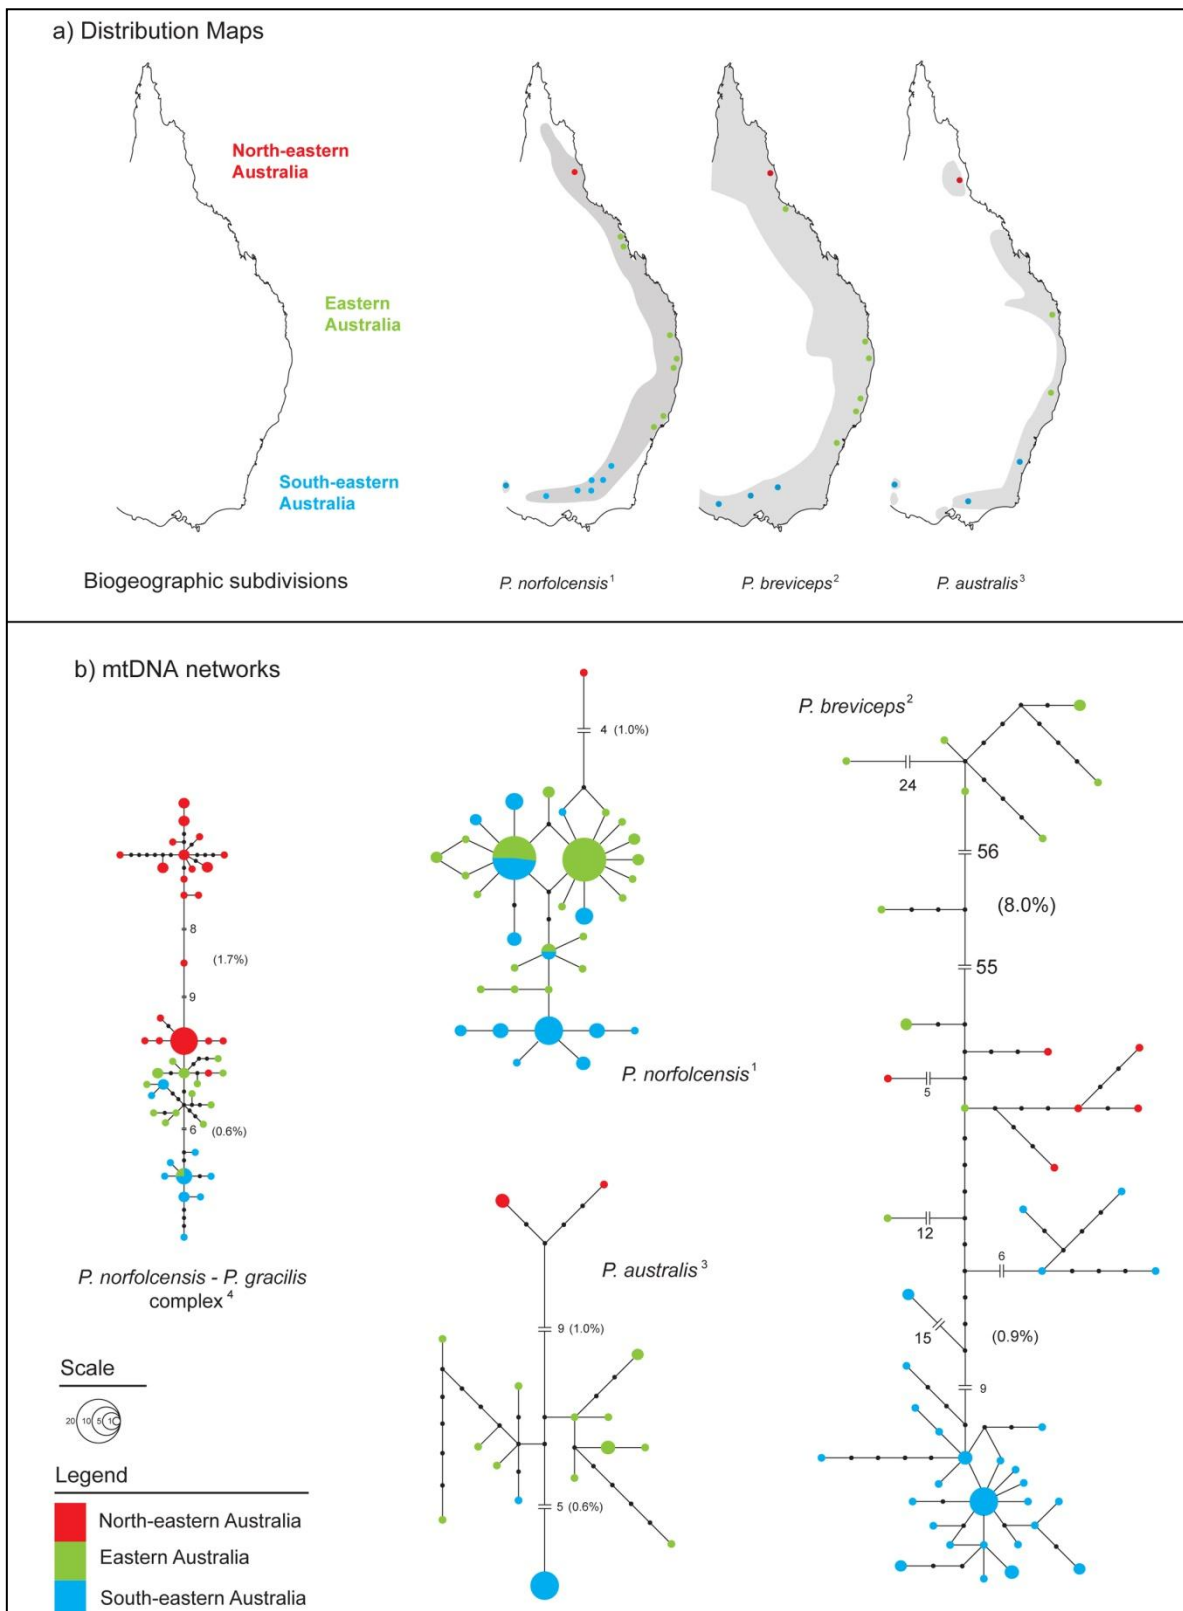 a) Distribution Maps
North-eastern
Australia
Eastern
Australia
South-eastern
Australia
Biogeographic subdivisions
P. norfolcensis¹
P. breviceps²
P. australis³
b) mtDNA networks
4 (1.0%)
P. breviceps²
24
56
(8.0%)
55
8
(1.7%)
9
6 (0.6%)
P. norfolcensis¹
5
12
6
15
(0.9%)
9
P. norfolcensis - P. gracilis
complex⁴
P. australis³
9 (1.0%)
5 (0.6%)
Scale
20 10 5 1
Legend
North-eastern Australia
Eastern Australia
South-eastern Australia